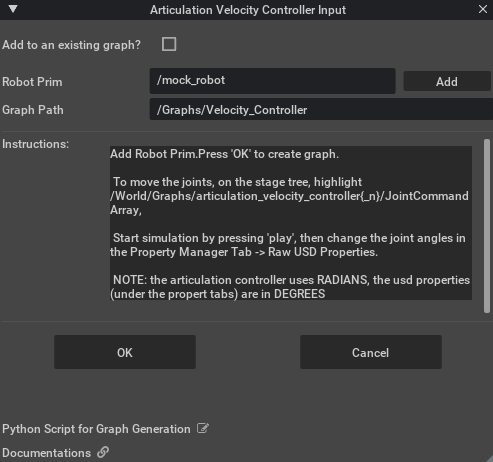 Articulation Velocity Controller Input
Add to an existing graph?
Robot Prim /mock_robot Add
Graph Path /Graphs/Velocity_Controller
Instructions:
Add Robot Prim.Press 'OK' to create graph.
To move the joints, on the stage tree, highlight
/World/Graphs/articulation_velocity_controller{_n}/JointCommand
Array,
Start simulation by pressing 'play', then change the joint angles in
the Property Manager Tab -> Raw USD Properties.
NOTE: the articulation controller uses RADIANS, the usd properties
(under the propert tabs) are in DEGREES
OK Cancel
Python Script for Graph Generation
Documentations